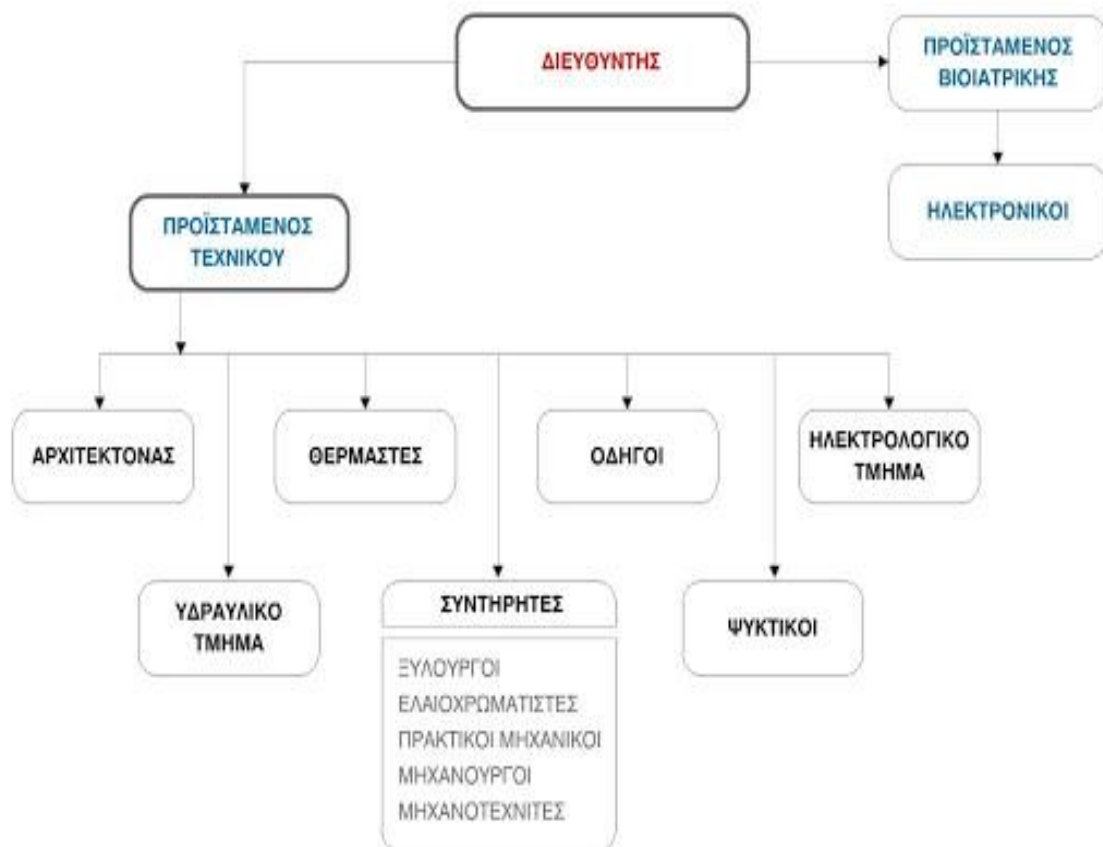 ΔΙΕΥΘΥΝΤΗΣ
ΠΡΟΪΣΤΑΜΕΝΟΣ
ΒΙΟΙΑΤΡΙΚΗΣ
ΗΛΕΚΤΡΟΝΙΚΟΙ
ΠΡΟΪΣΤΑΜΕΝΟΣ
ΤΕΧΝΙΚΟΥ
ΑΡΧΙΤΕΚΤΟΝΑΣ
ΘΕΡΜΑΣΤΕΣ
ΟΔΗΓΟΙ
ΗΛΕΚΤΡΟΛΟΓΙΚΟ
ΤΜΗΜΑ
ΥΔΡΑΥΛΙΚΟ
ΤΜΗΜΑ
ΣΥΝΤΗΡΗΤΕΣ
ΞΥΛΟΥΡΓΟΙ
ΕΛΑΙΟΧΡΩΜΑΤΙΣΤΕΣ
ΠΡΑΚΤΙΚΟΙ ΜΗΧΑΝΙΚΟΙ
ΜΗΧΑΝΟΥΡΓΟΙ
ΜΗΧΑΝΟΤΕΧΝΙΤΕΣ
ΨΥΚΤΙΚΟΙ